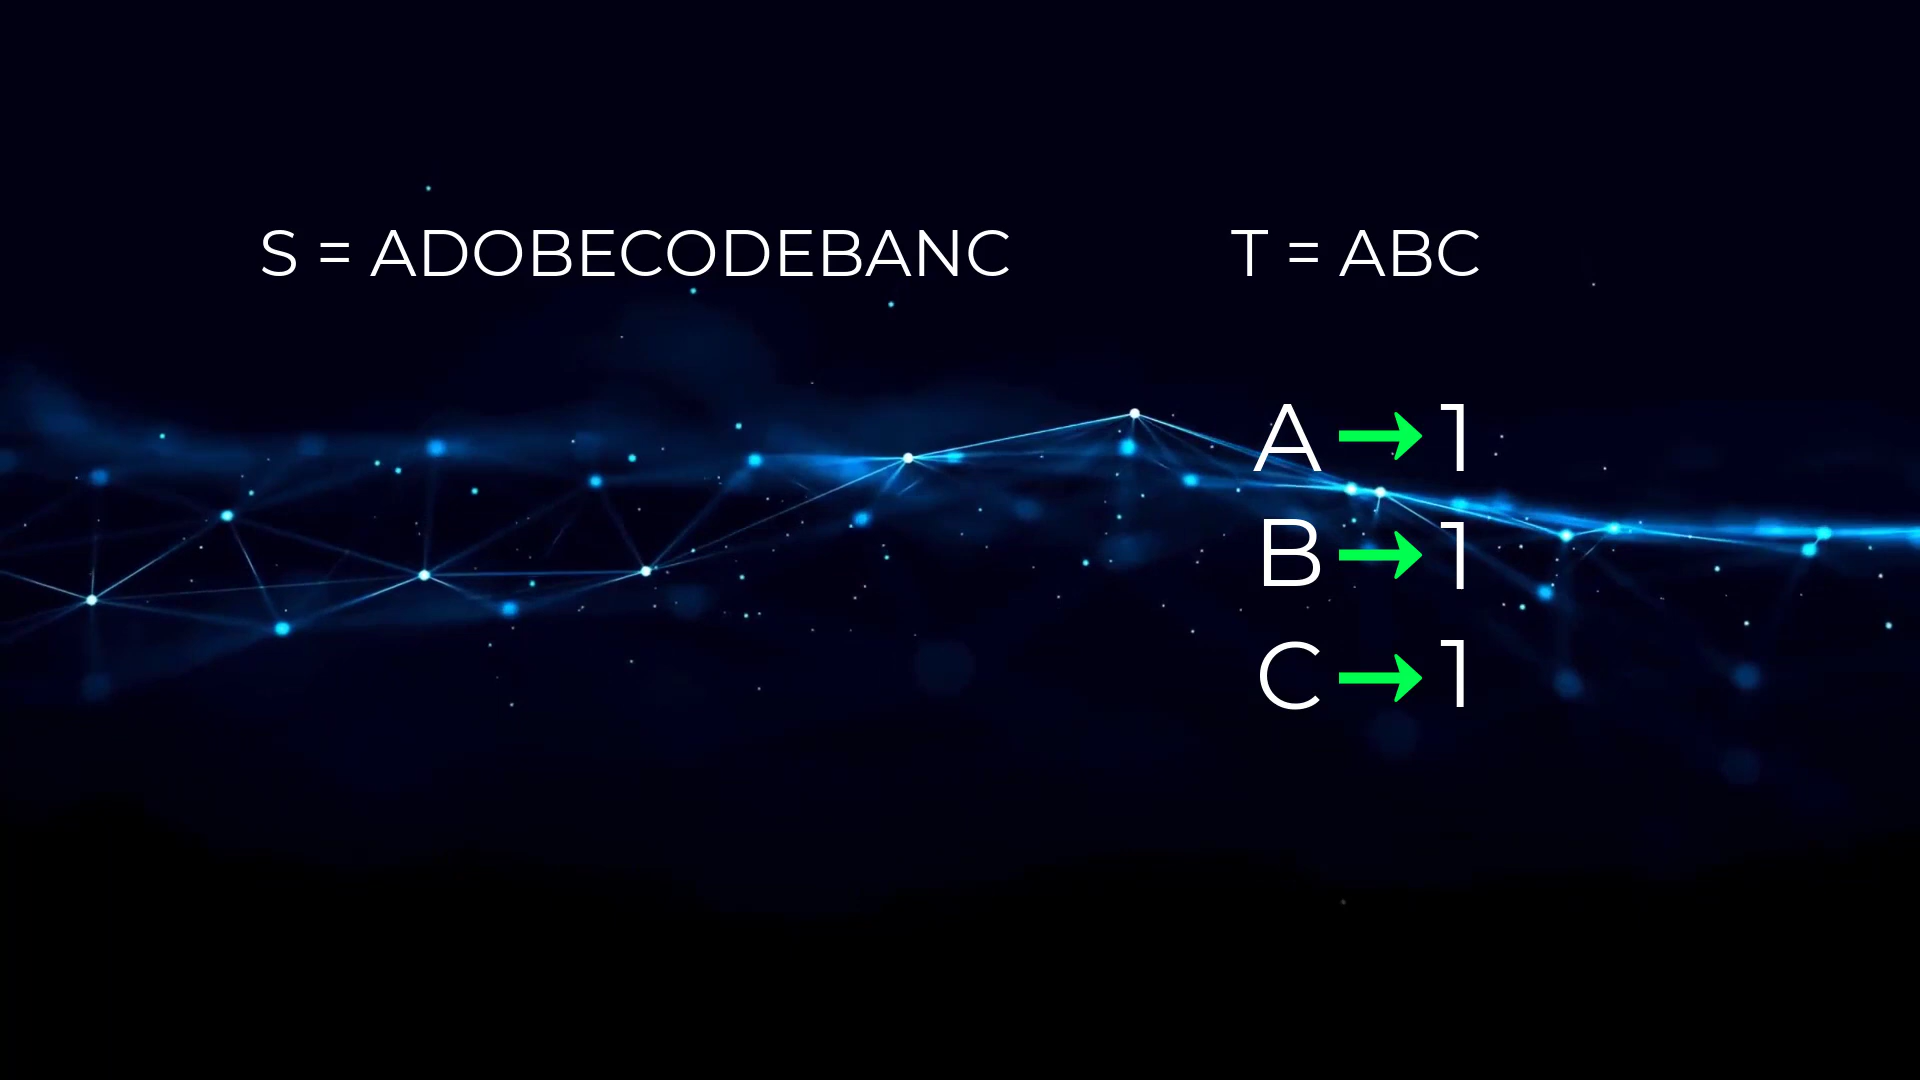 S = ADOBECODEBANC T = ABC
A → 1
B → 1
C → 1